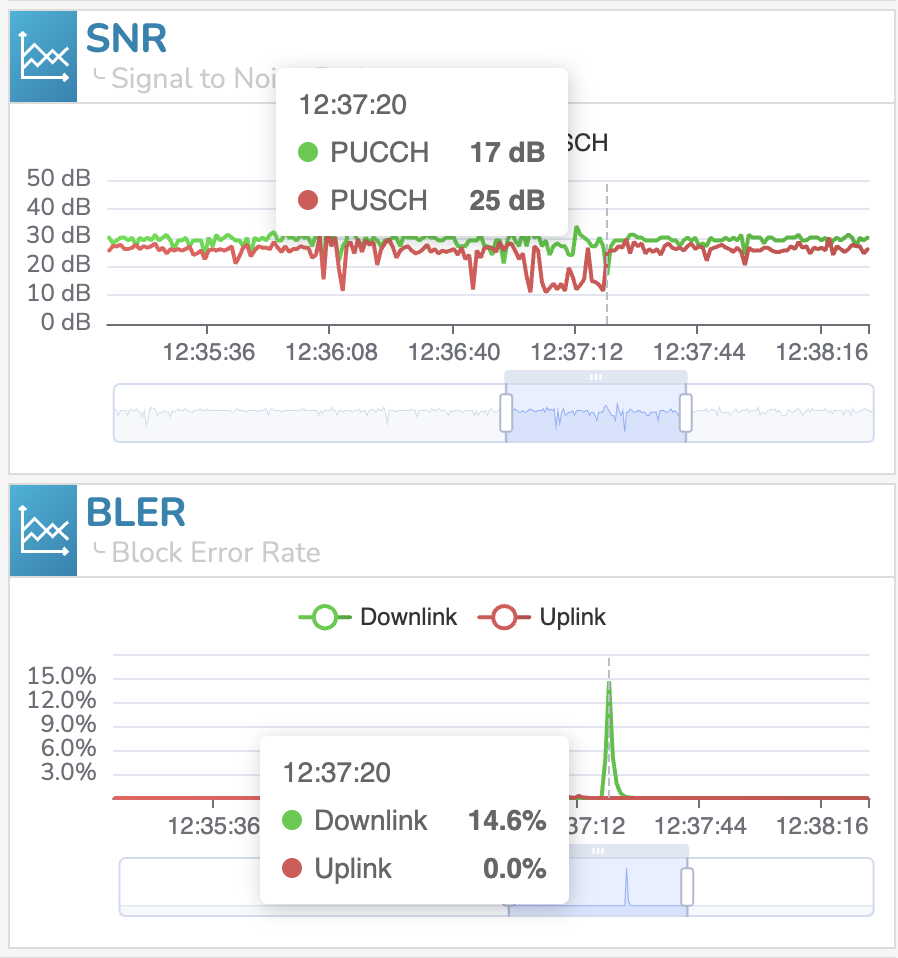 SNR
Signal to Noi
12:37:20
PUCCH 17 dB
PUSCH 25 dB
SCH
50 dB
40 dB
30 dB
20 dB
10 dB
0 dB
12:35:36 12:36:08 12:36:40 12:37:12 12:37:44 12:38:16
BLER
Block Error Rate
Downlink Uplink
15.0%
12.0%
9.0%
6.0%
3.0%
12:37:20
Downlink 14.6%
Uplink 0.0%
12:35:36 37:12 12:37:44 12:38:16